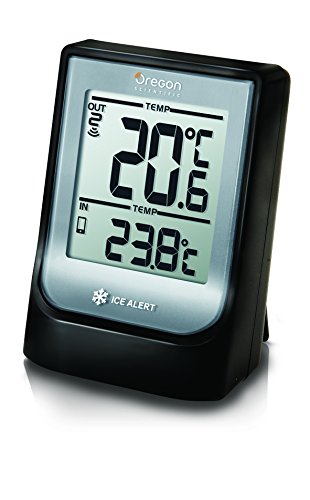 Oregon
SCIENTIFIC
OUT TEMP
20.6°C
IN TEMP
23.8°C
ICE ALERT